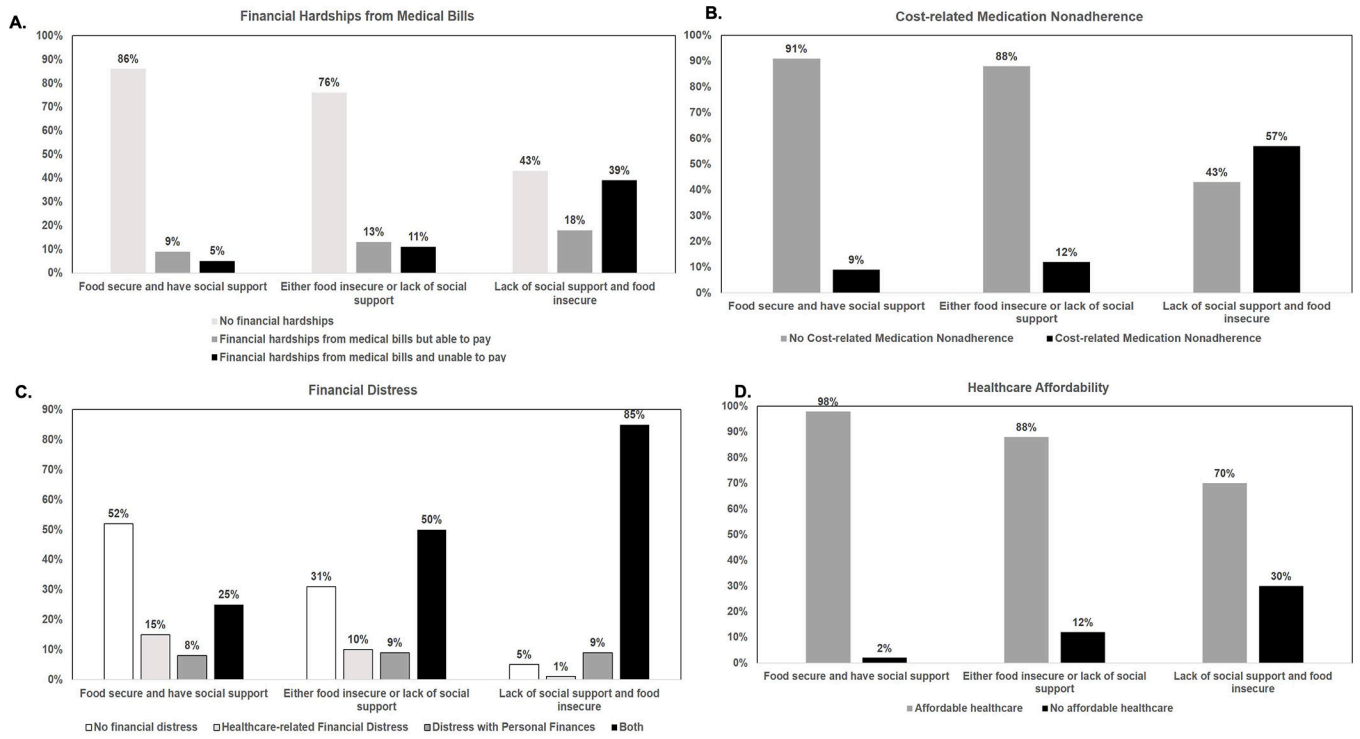 A.
Financial Hardships from Medical Bills
100%
90%
80%
70%
60%
50%
40%
30%
20%
10%
0%
86%
9%
5%
76%
13%
11%
43%
18%
39%
Food secure and have social support
Either food insecure or lack of social
support
Lack of social support and food
insecure
No financial hardships
Financial hardships from medical bills but able to pay
Financial hardships from medical bills and unable to pay
B.
Cost-related Medication Nonadherence
100%
90%
80%
70%
60%
50%
40%
30%
20%
10%
0%
91%
9%
88%
12%
43%
57%
Food secure and have social support
Either food insecure or lack of social
support
Lack of social support and food
insecure
No Cost-related Medication Nonadherence
Cost-related Medication Nonadherence
C.
Financial Distress
90%
80%
70%
60%
50%
40%
30%
20%
10%
0%
52%
15%
8%
25%
31%
10%
9%
50%
5%
1%
9%
85%
Food secure and have social support
Either food insecure or lack of social
support
Lack of social support and food
insecure
No financial distress
Healthcare-related Financial Distress
Distress with Personal Finances
Both
D.
Healthcare Affordability
100%
90%
80%
70%
60%
50%
40%
30%
20%
10%
0%
98%
2%
88%
12%
70%
30%
Food secure and have social support
Either food insecure or lack of social
support
Lack of social support and food
insecure
Affordable healthcare
No affordable healthcare